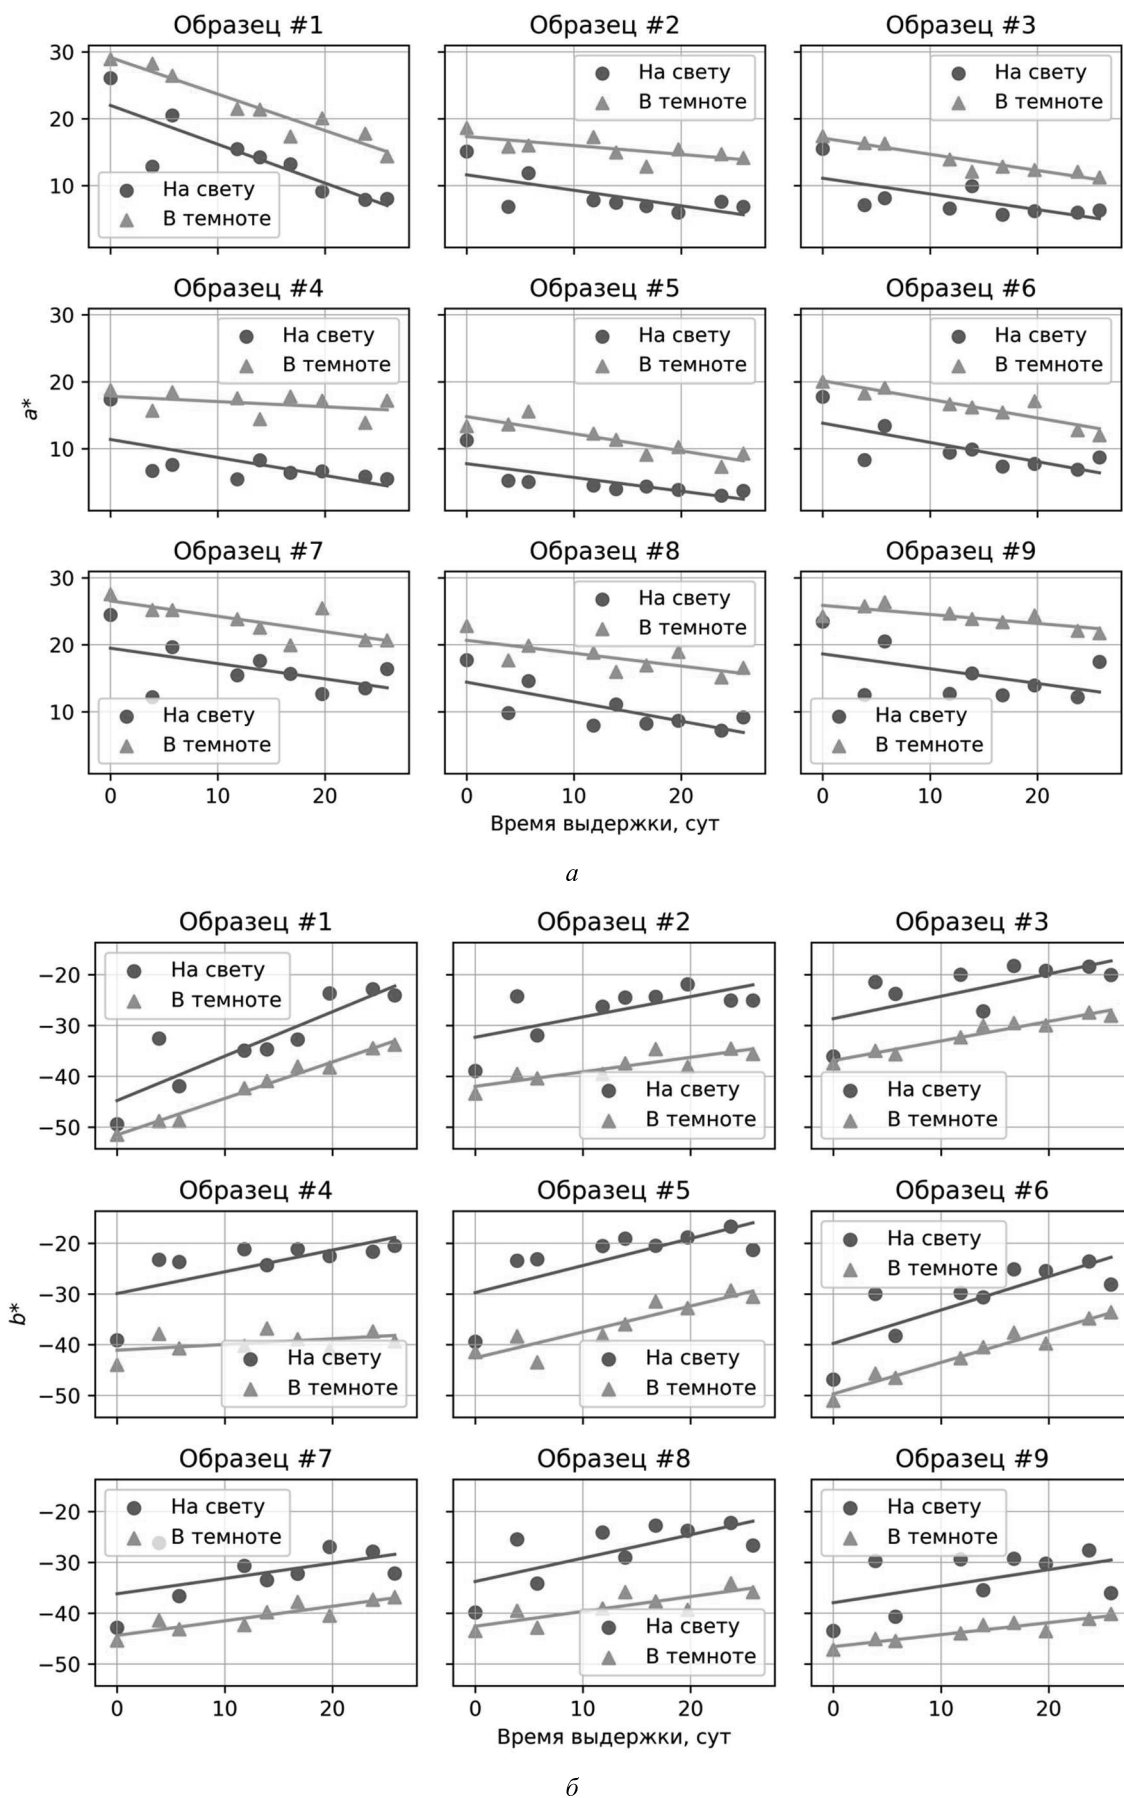 Образец #1 Образец #2 Образец #3
30
20
10
На свету
В темноте
На свету
В темноте
На свету
В темноте
Образец #4 Образец #5 Образец #6
30
20
10
a*
На свету
В темноте
На свету
В темноте
На свету
В темноте
Образец #7 Образец #8 Образец #9
30
20
10
На свету
В темноте
На свету
В темноте
На свету
В темноте
0 10 20 0 10 20 0 10 20
Время выдержки, сут
а
Образец #1 Образец #2 Образец #3
−20
−30
−40
−50
На свету
В темноте
На свету
В темноте
На свету
В темноте
Образец #4 Образец #5 Образец #6
−20
−30
−40
−50
b*
На свету
В темноте
На свету
В темноте
На свету
В темноте
Образец #7 Образец #8 Образец #9
−20
−30
−40
−50
На свету
В темноте
На свету
В темноте
На свету
В темноте
0 10 20 0 10 20 0 10 20
Время выдержки, сут
б